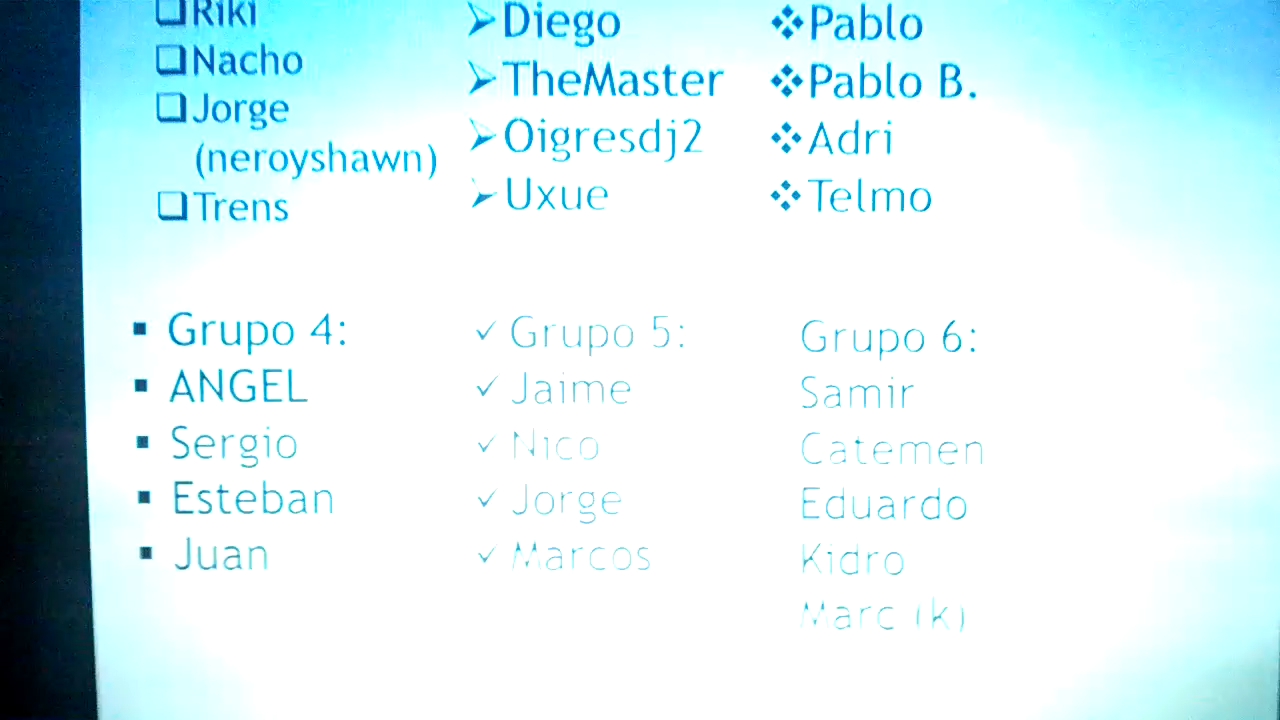 Riki
Nacho
Jorge
(neroyshawn)
Trens
Diego
TheMaster
Oigresdj2
Uxue
Pablo
Pablo B.
Adri
Telmo
Grupo 4:
ANGEL
Sergio
Esteban
Juan
Grupo 5:
Jaime
Nico
Jorge
Marcos
Grupo 6:
Samir
Catemen
Eduardo
Kidro
Marc (k)